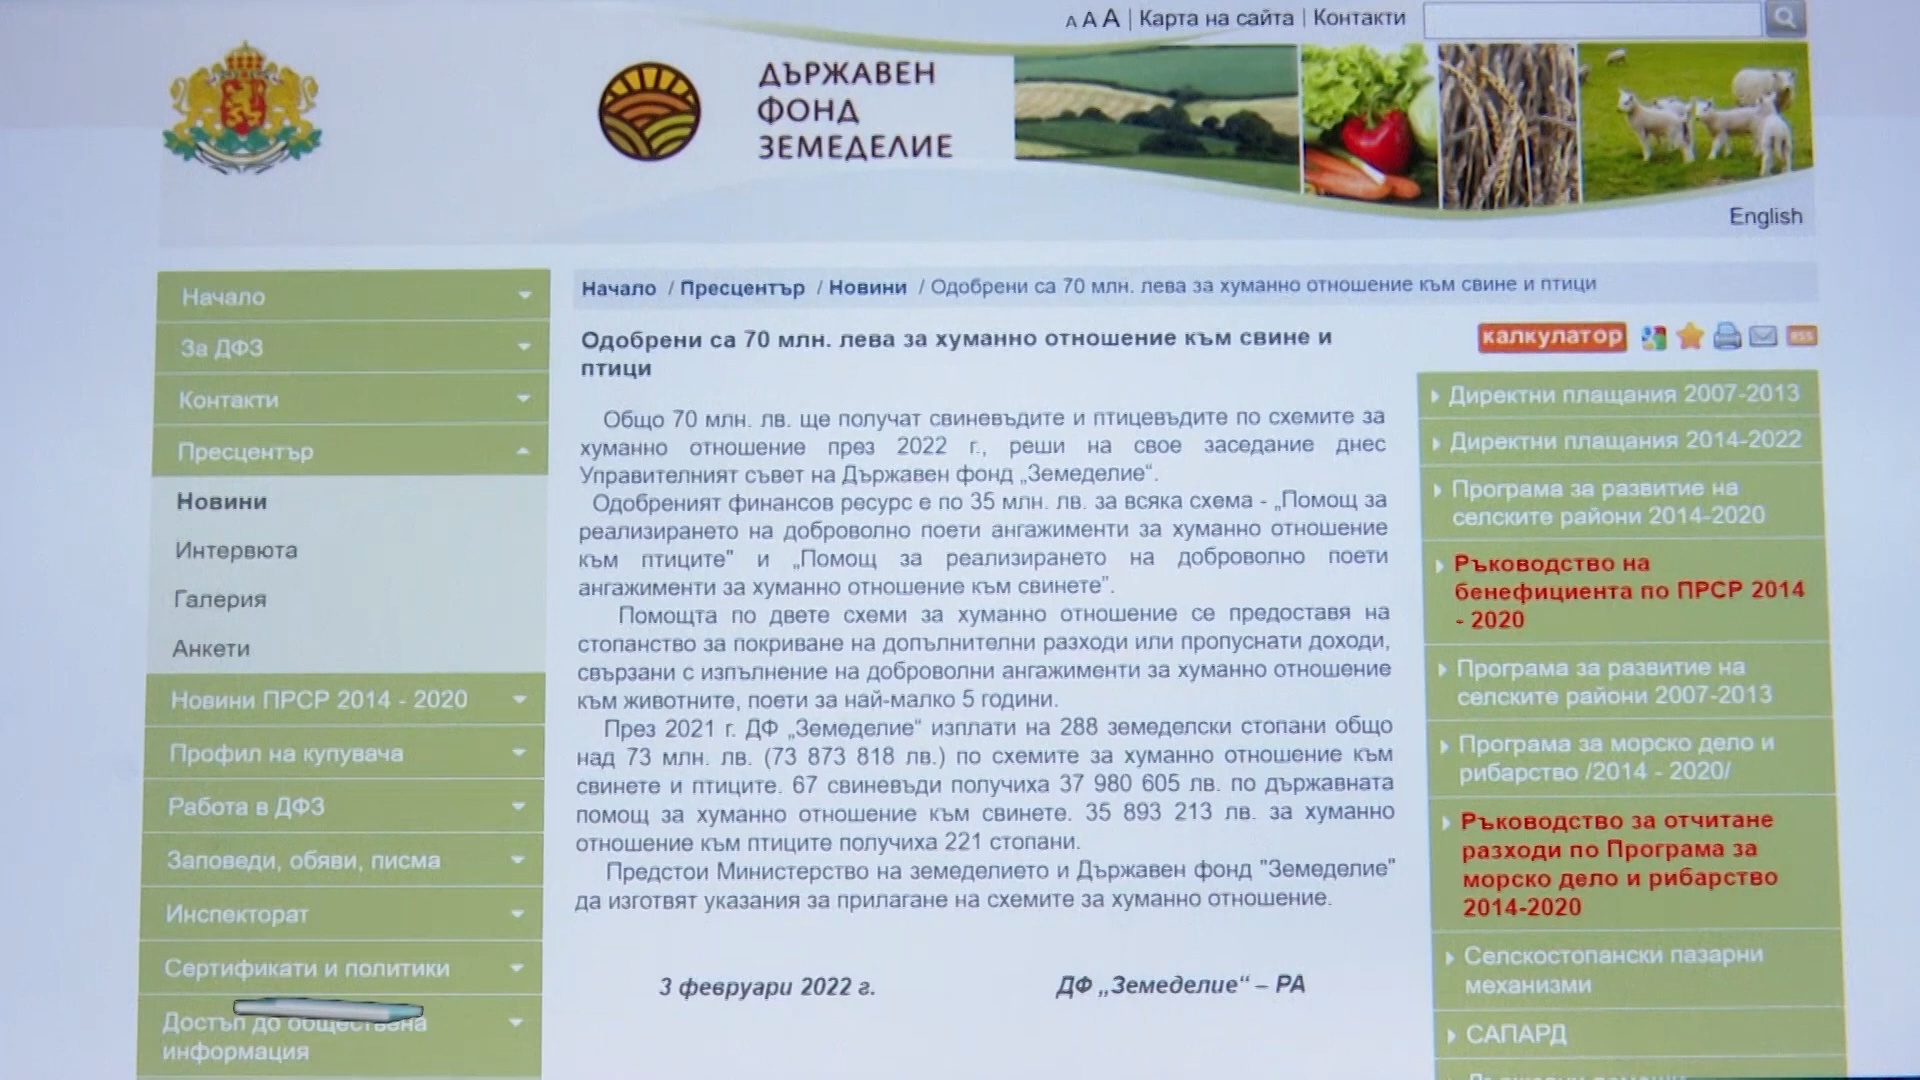 A A A | Карта на сайта | Контакти
ДЪРЖАВЕН
ФОНД
ЗЕМЕДЕЛИЕ
English
Начало
За ДФЗ
Контакти
Пресцентър
Новини
Интервюта
Галерия
Анкети
Новини ПРСР 2014 - 2020
Профил на купувача
Работа в ДФЗ
Заповеди, обяви, писма
Инспекторат
Сертификати и политики
Достъп до обществена
информация
Начало / Пресцентър / Новини / Одобрени са 70 млн. лева за хуманно отношение към свине и птици
Одобрени са 70 млн. лева за хуманно отношение към свине и
птици
Общо 70 млн. лв. ще получат свиневъдите и птицевъдите по схемите за
хуманно отношение през 2022 г., реши на свое заседание днес
Управителният съвет на Държавен фонд „Земеделие“.
Одобреният финансов ресурс е по 35 млн. лв. за всяка схема - „Помощ за
реализирането на доброволно поети ангажименти за хуманно отношение
към птиците" и „Помощ за реализирането на доброволно поети
ангажименти за хуманно отношение към свинете”.
Помощта по двете схеми за хуманно отношение се предоставя на
стопанство за покриване на допълнителни разходи или пропуснати доходи,
свързани с изпълнение на доброволни ангажименти за хуманно отношение
към животните, поети за най-малко 5 години.
През 2021 г. ДФ „Земеделие“ изплати на 288 земеделски стопани общо
над 73 млн. лв. (73 873 818 лв.) по схемите за хуманно отношение към
свинете и птиците. 67 свиневъди получиха 37 980 605 лв. по държавната
помощ за хуманно отношение към свинете. 35 893 213 лв. за хуманно
отношение към птиците получиха 221 стопани.
Предстои Министерство на земеделието и Държавен фонд "Земеделие"
да изготвят указания за прилагане на схемите за хуманно отношение.
3 февруари 2022 г. ДФ „Земеделие“ – РА
калкулатор RSS
Директни плащания 2007-2013
Директни плащания 2014-2022
Програма за развитие на
селските райони 2014-2020
Ръководство на
бенефициента по ПРСР 2014
- 2020
Програма за развитие на
селските райони 2007-2013
Програма за морско дело и
рибарство /2014 - 2020/
Ръководство за отчитане
разходи по Програма за
морско дело и рибарство
2014-2020
Селскостопански пазарни
механизми
САПАРД